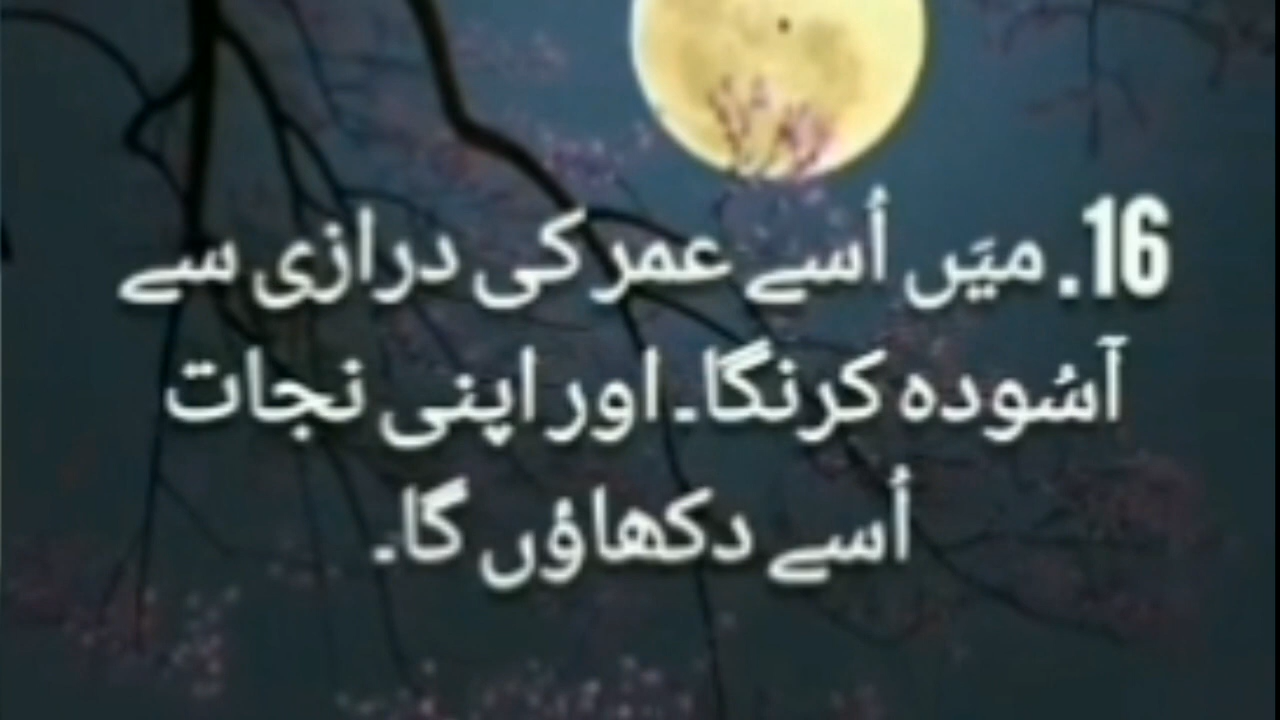 16. میَں اُسے عمر کی درازی سے
آسُودہ کرنگا۔ اور اپنی نجات
اُسے دکھاؤں گا۔